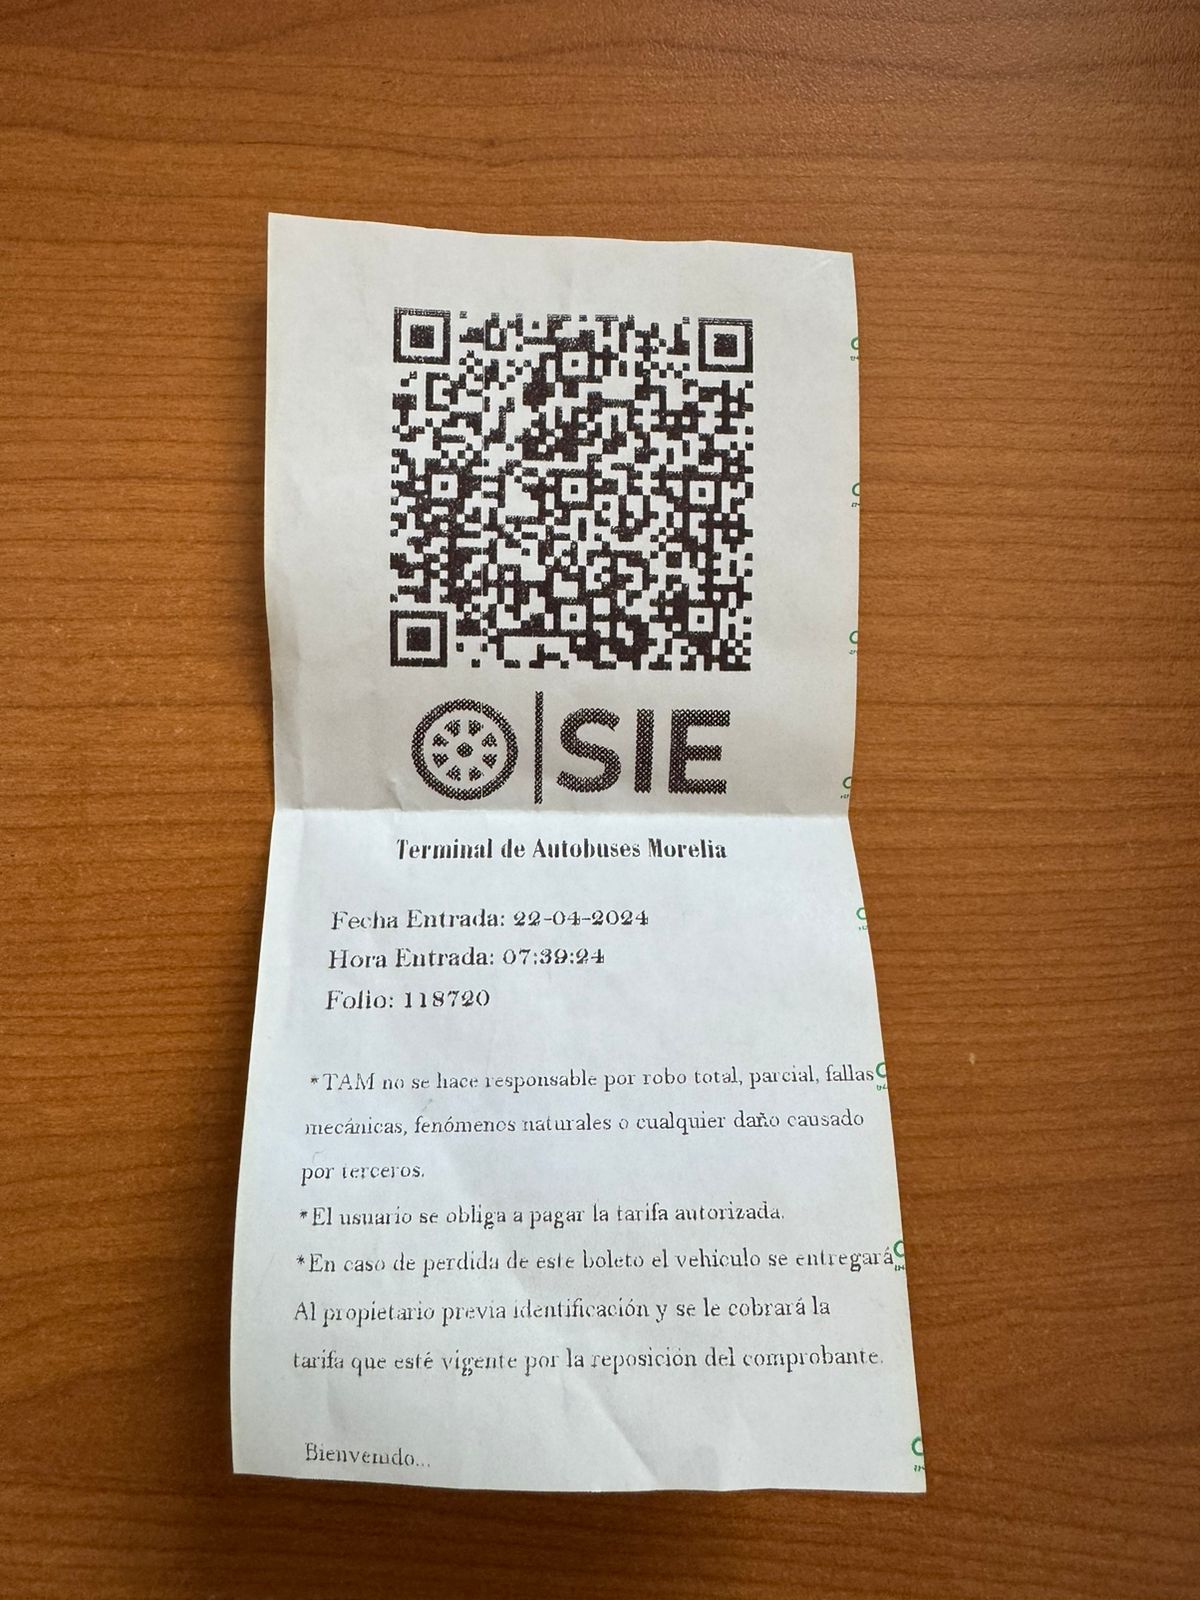 SIE
Terminal de Autobuses Morelia
Fecha Entrada: 22-04-2024
Hora Entrada: 07:39:24
Folio: 118720
*TAM no se hace responsable por robo total, parcial, fallas
mecánicas, fenómenos naturales o cualquier daño causado
por terceros.
*El usuario se obliga a pagar la tarifa autorizada.
*En caso de perdida de este boleto el vehiculo se entregará
Al propietario previa identificación y se le cobrará la
tarifa que esté vigente por la reposición del comprobante.
Bienvenido...